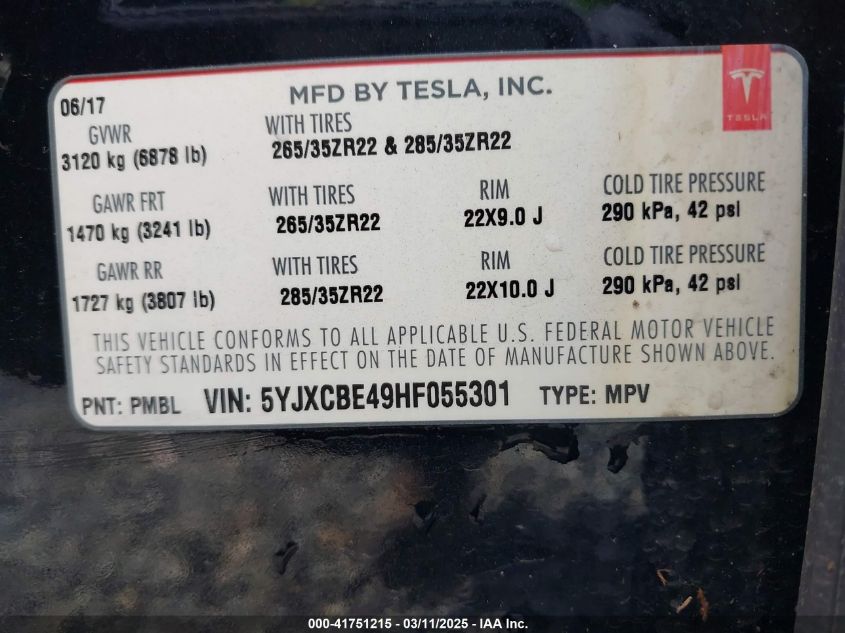 06/17 MFD BY TESLA, INC. TESLA
GVWR WITH TIRES
3120 kg (6878 lb) 265/35ZR22 & 285/35ZR22
GAWR FRT WITH TIRES RIM COLD TIRE PRESSURE
1470 kg (3241 lb) 265/35ZR22 22X9.0 J 290 kPa, 42 psi
GAWR RR WITH TIRES RIM COLD TIRE PRESSURE
1727 kg (3807 lb) 285/35ZR22 22X10.0 J 290 kPa, 42 psi
THIS VEHICLE CONFORMS TO ALL APPLICABLE U.S. FEDERAL MOTOR VEHICLE
SAFETY STANDARDS IN EFFECT ON THE DATE OF MANUFACTURE SHOWN ABOVE.
PNT: PMBL VIN: 5YJXCBE49HF055301 TYPE: MPV
000-41751215 - 03/11/2025 - IAA Inc.